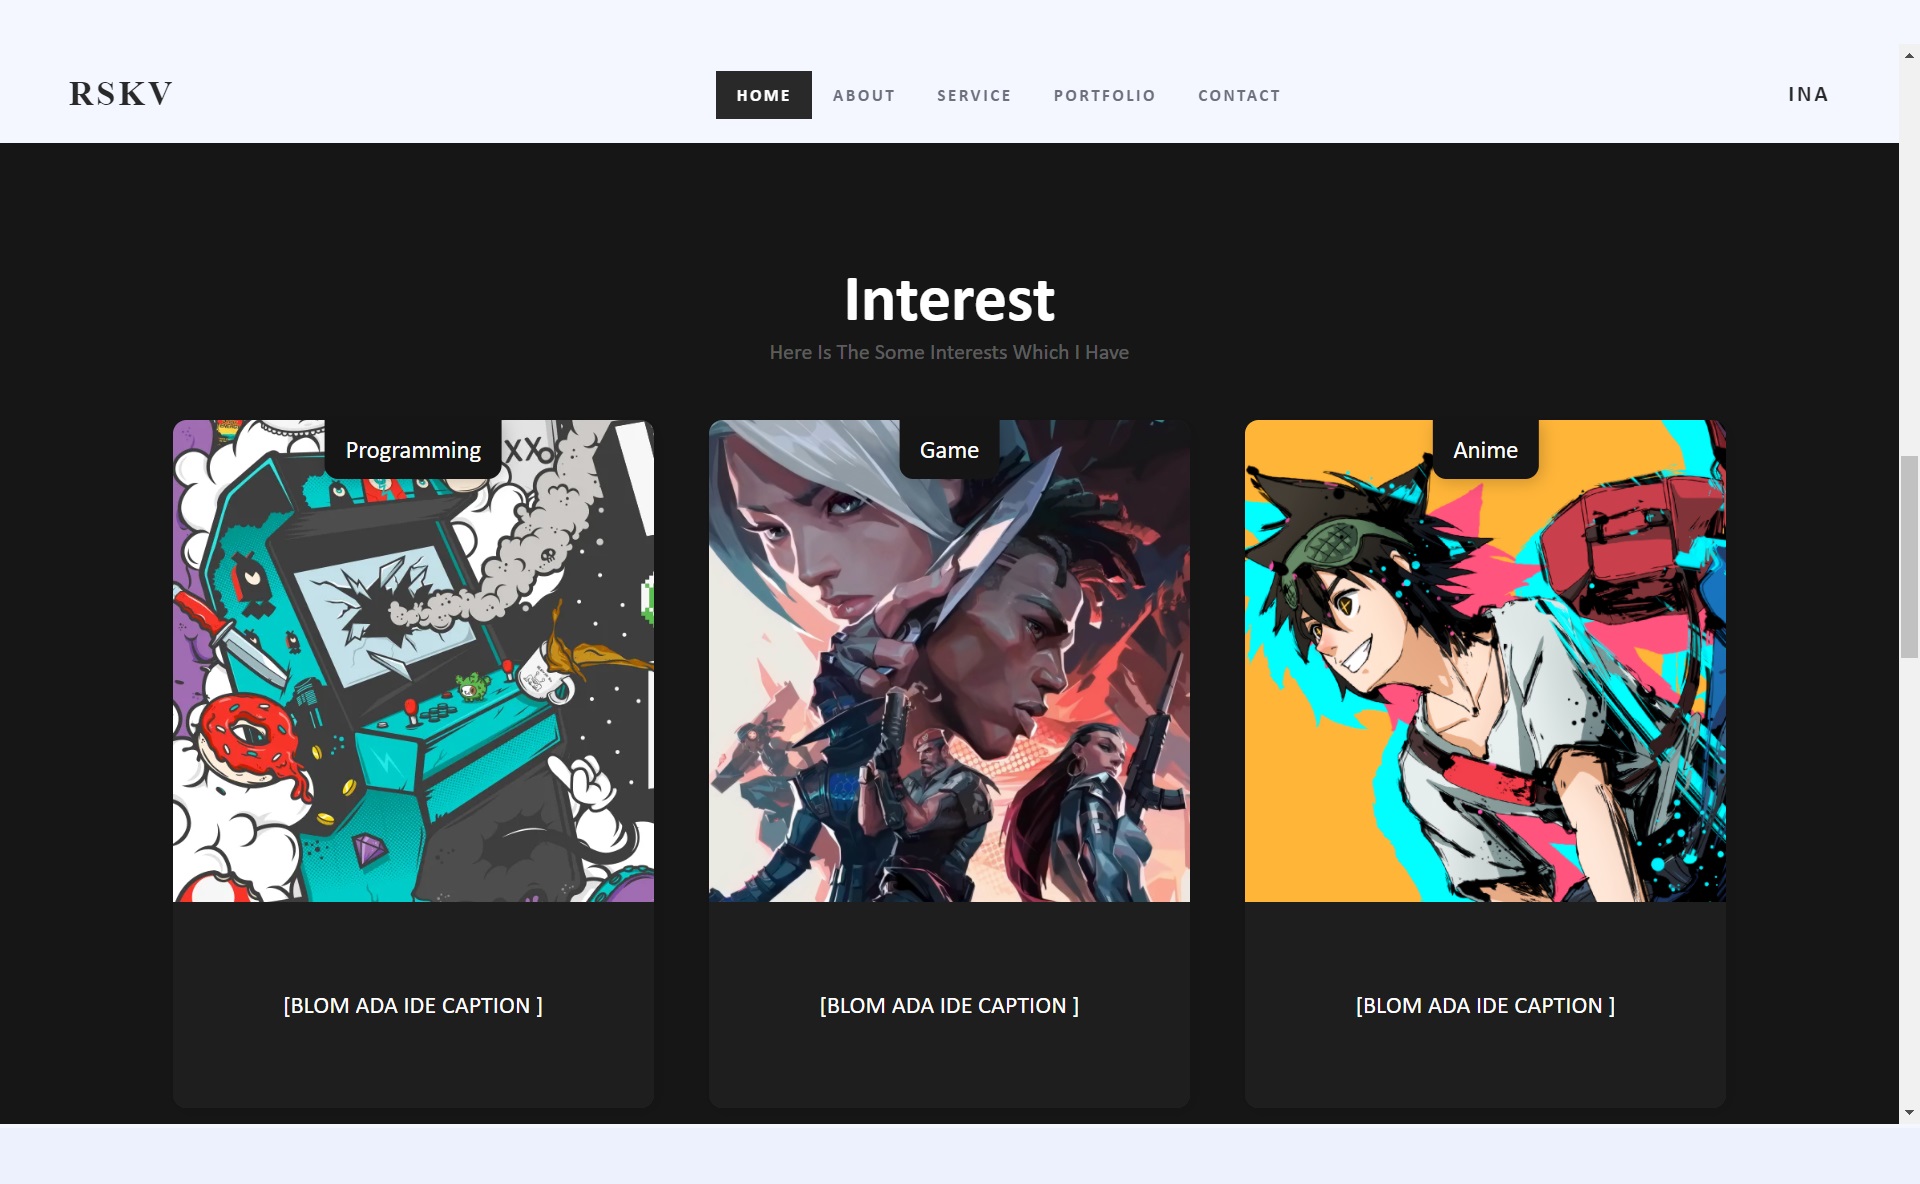 RSKV
HOME ABOUT SERVICE PORTFOLIO CONTACT
INA
Interest
Here Is The Some Interests Which I Have
Programming
Game
Anime
[BLOM ADA IDE CAPTION ]
[BLOM ADA IDE CAPTION ]
[BLOM ADA IDE CAPTION ]